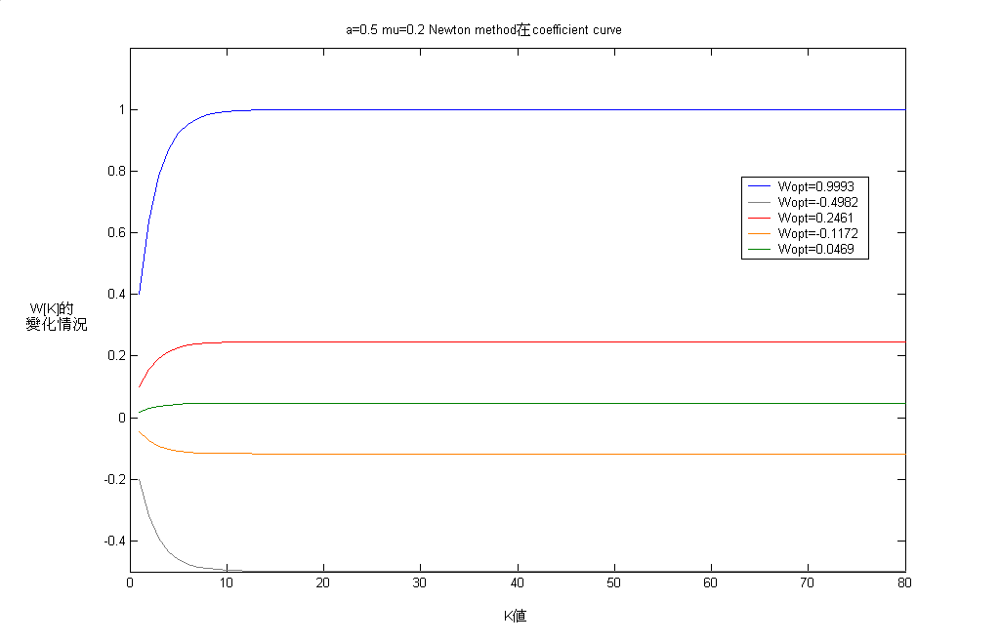 a=0.5 mu=0.2 Newton method在coefficient curve
1
0.8
0.6
0.4
0.2
0
-0.2
-0.4
W[K]的
變化情況
Wopt=0.9993
Wopt=-0.4982
Wopt=0.2461
Wopt=-0.1172
Wopt=0.0469
0 10 20 30 40 50 60 70 80
K值